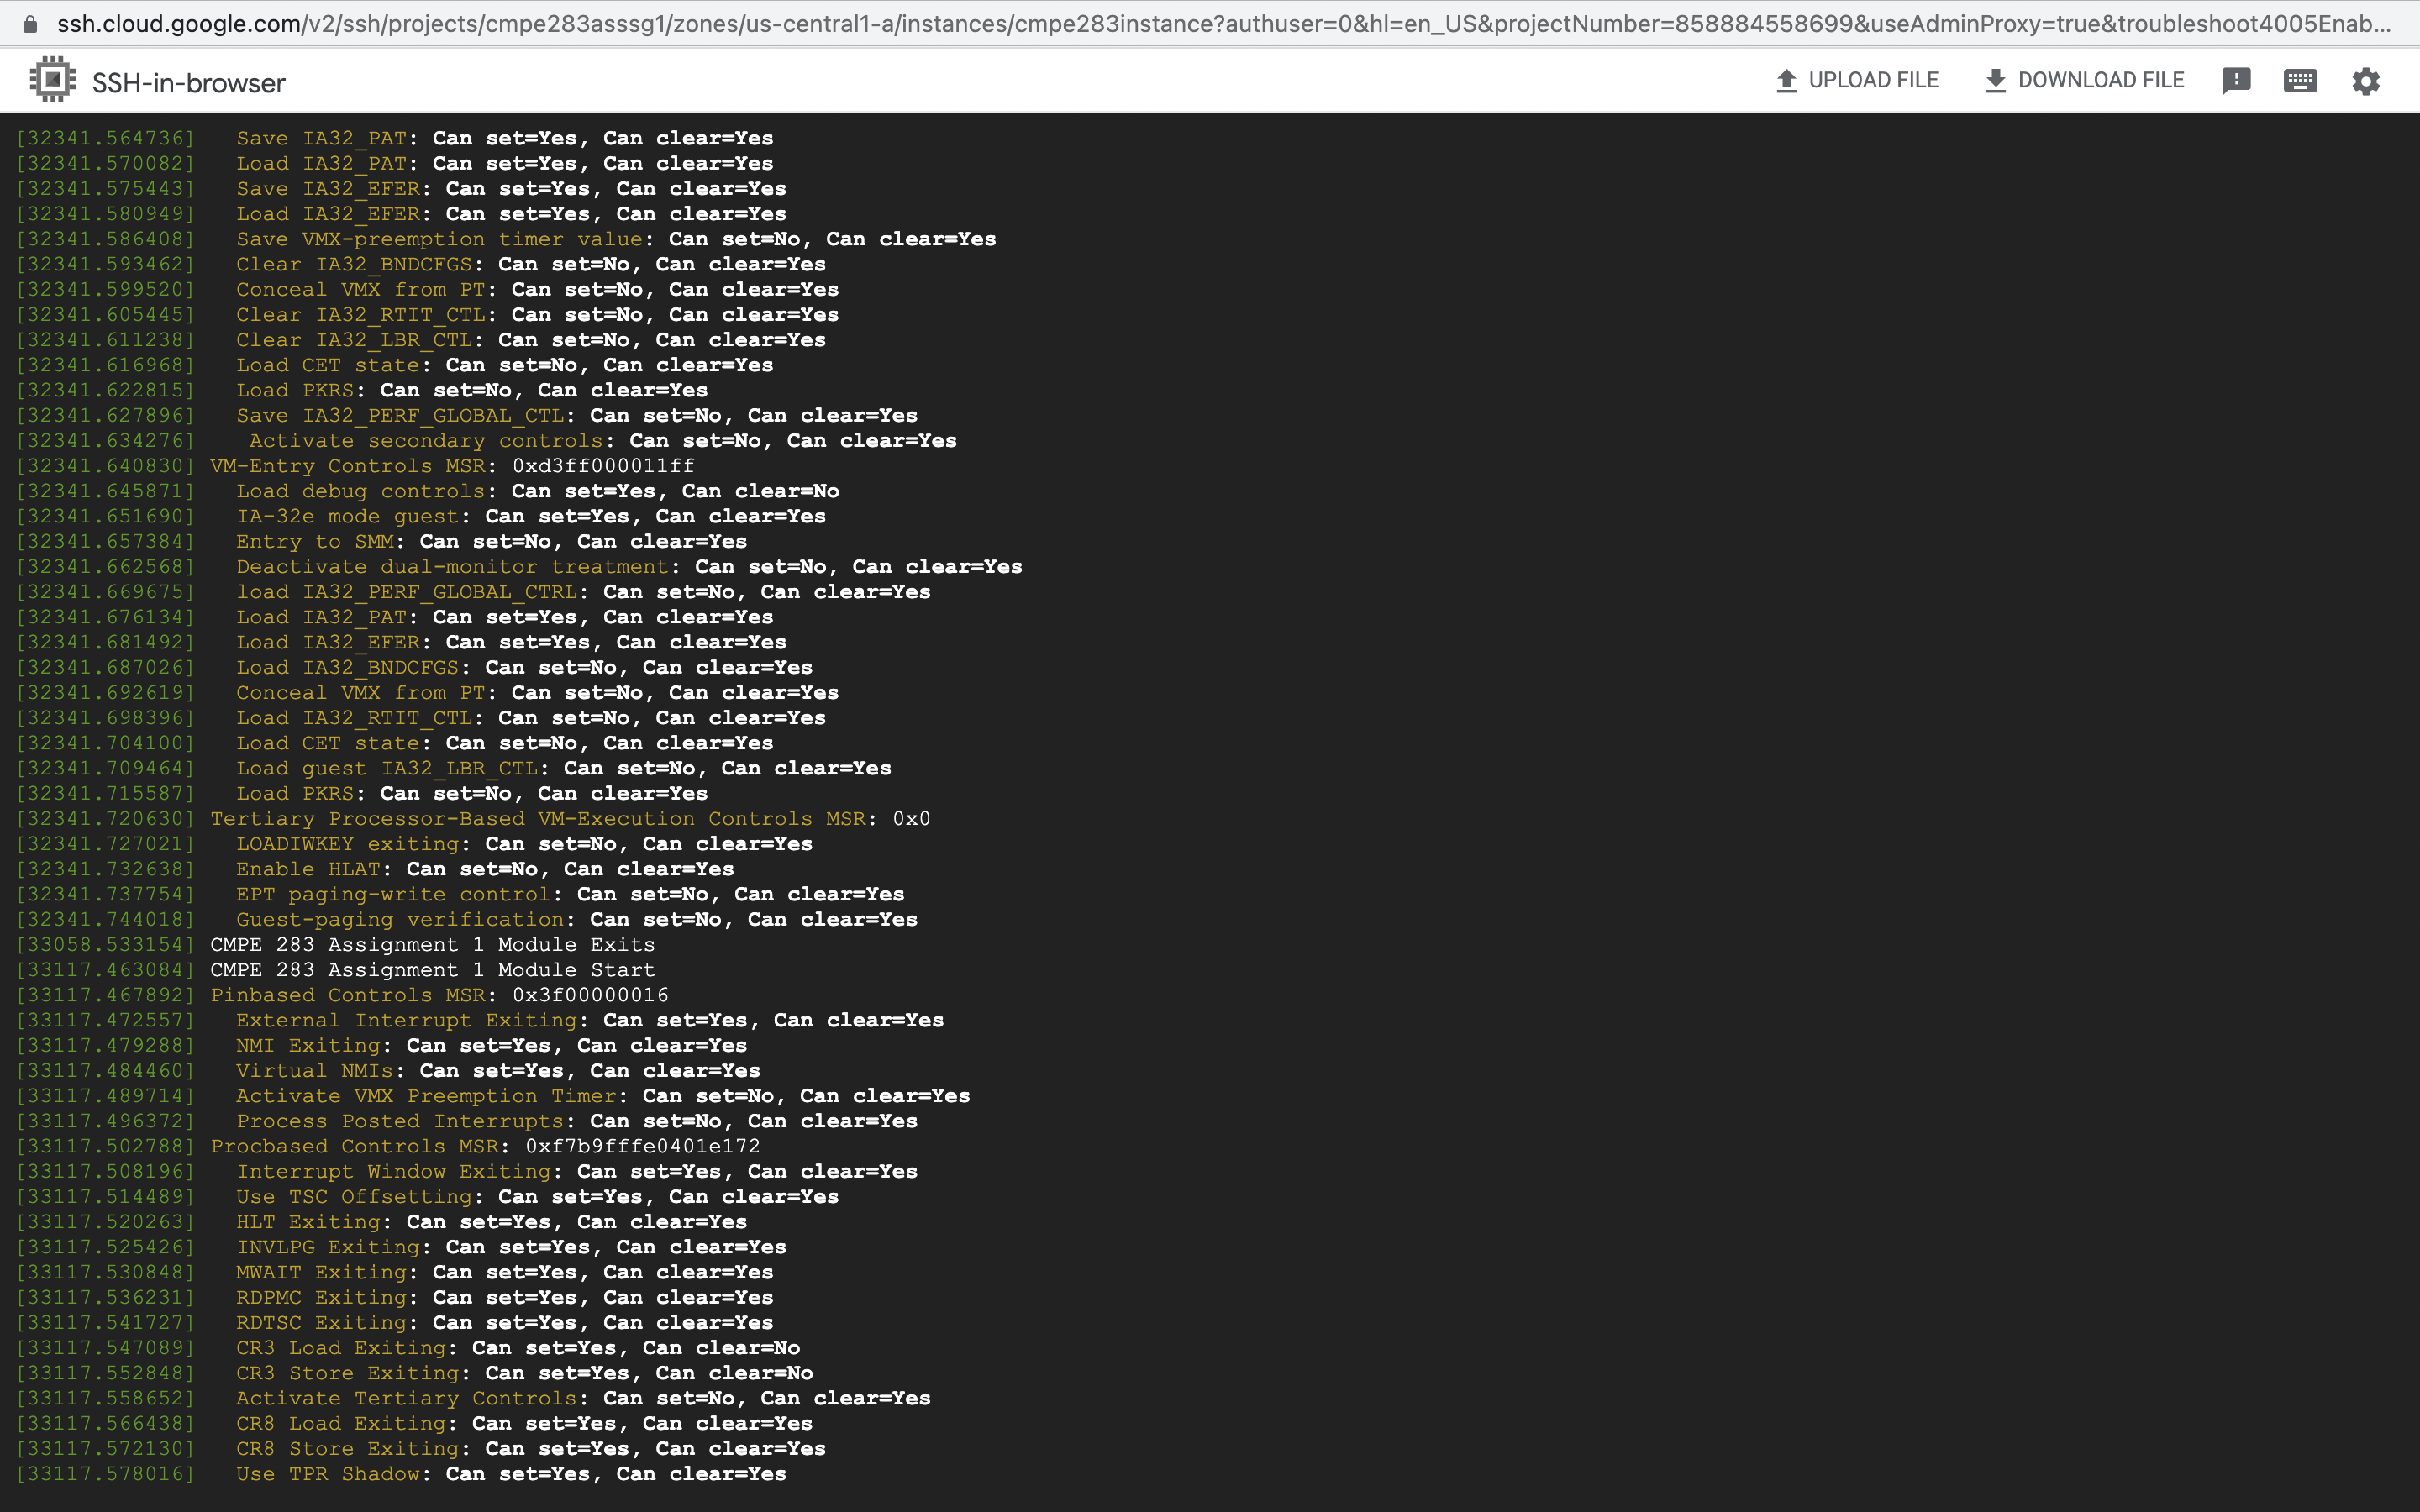 ssh.cloud.google.com/v2/ssh/projects/cmpe283asssg1/zones/us-central1-a/instances/cmpe283instance?authuser=0&hl=en_US&projectNumber=858884558699&useAdminProxy=true&troubleshoot4005Enab...
SSH-in-browser
UPLOAD FILE
DOWNLOAD FILE
[32341.564736]   Save IA32_PAT: Can set=Yes, Can clear=Yes
[32341.570082]   Load IA32_PAT: Can set=Yes, Can clear=Yes
[32341.575443]   Save IA32_EFER: Can set=Yes, Can clear=Yes
[32341.580949]   Load IA32_EFER: Can set=Yes, Can clear=Yes
[32341.586408]   Save VMX-preemption timer value: Can set=No, Can clear=Yes
[32341.593462]   Clear IA32_BNDCFGS: Can set=No, Can clear=Yes
[32341.599520]   Conceal VMX from PT: Can set=No, Can clear=Yes
[32341.605445]   Clear IA32_RTIT_CTL: Can set=No, Can clear=Yes
[32341.611238]   Clear IA32_LBR_CTL: Can set=No, Can clear=Yes
[32341.616968]   Load CET state: Can set=No, Can clear=Yes
[32341.622815]   Load PKRS: Can set=No, Can clear=Yes
[32341.627896]   Save IA32_PERF_GLOBAL_CTL: Can set=No, Can clear=Yes
[32341.634276]    Activate secondary controls: Can set=No, Can clear=Yes
[32341.640830] VM-Entry Controls MSR: 0xd3ff000011ff
[32341.645871]   Load debug controls: Can set=Yes, Can clear=No
[32341.651690]   IA-32e mode guest: Can set=Yes, Can clear=Yes
[32341.657384]   Entry to SMM: Can set=No, Can clear=Yes
[32341.662568]   Deactivate dual-monitor treatment: Can set=No, Can clear=Yes
[32341.669675]   load IA32_PERF_GLOBAL_CTRL: Can set=No, Can clear=Yes
[32341.676134]   Load IA32_PAT: Can set=Yes, Can clear=Yes
[32341.681492]   Load IA32_EFER: Can set=Yes, Can clear=Yes
[32341.687026]   Load IA32_BNDCFGS: Can set=No, Can clear=Yes
[32341.692619]   Conceal VMX from PT: Can set=No, Can clear=Yes
[32341.698396]   Load IA32_RTIT_CTL: Can set=No, Can clear=Yes
[32341.704100]   Load CET state: Can set=No, Can clear=Yes
[32341.709464]   Load guest IA32_LBR_CTL: Can set=No, Can clear=Yes
[32341.715587]   Load PKRS: Can set=No, Can clear=Yes
[32341.720630] Tertiary Processor-Based VM-Execution Controls MSR: 0x0
[32341.727021]   LOADIWKEY exiting: Can set=No, Can clear=Yes
[32341.732638]   Enable HLAT: Can set=No, Can clear=Yes
[32341.737754]   EPT paging-write control: Can set=No, Can clear=Yes
[32341.744018]   Guest-paging verification: Can set=No, Can clear=Yes
[33058.533154] CMPE 283 Assignment 1 Module Exits
[33117.463084] CMPE 283 Assignment 1 Module Start
[33117.467892] Pinbased Controls MSR: 0x3f00000016
[33117.472557]   External Interrupt Exiting: Can set=Yes, Can clear=Yes
[33117.479288]   NMI Exiting: Can set=Yes, Can clear=Yes
[33117.484460]   Virtual NMIs: Can set=Yes, Can clear=Yes
[33117.489714]   Activate VMX Preemption Timer: Can set=No, Can clear=Yes
[33117.496372]   Process Posted Interrupts: Can set=No, Can clear=Yes
[33117.502788] Procbased Controls MSR: 0xf7b9fffe0401e172
[33117.508196]   Interrupt Window Exiting: Can set=Yes, Can clear=Yes
[33117.514489]   Use TSC Offsetting: Can set=Yes, Can clear=Yes
[33117.520263]   HLT Exiting: Can set=Yes, Can clear=Yes
[33117.525426]   INVLPG Exiting: Can set=Yes, Can clear=Yes
[33117.530848]   MWAIT Exiting: Can set=Yes, Can clear=Yes
[33117.536231]   RDPMC Exiting: Can set=Yes, Can clear=Yes
[33117.541727]   RDTSC Exiting: Can set=Yes, Can clear=Yes
[33117.547089]   CR3 Load Exiting: Can set=Yes, Can clear=No
[33117.552848]   CR3 Store Exiting: Can set=Yes, Can clear=No
[33117.558652]   Activate Tertiary Controls: Can set=No, Can clear=Yes
[33117.566438]   CR8 Load Exiting: Can set=Yes, Can clear=Yes
[33117.572130]   CR8 Store Exiting: Can set=Yes, Can clear=Yes
[33117.578016]   Use TPR Shadow: Can set=Yes, Can clear=Yes